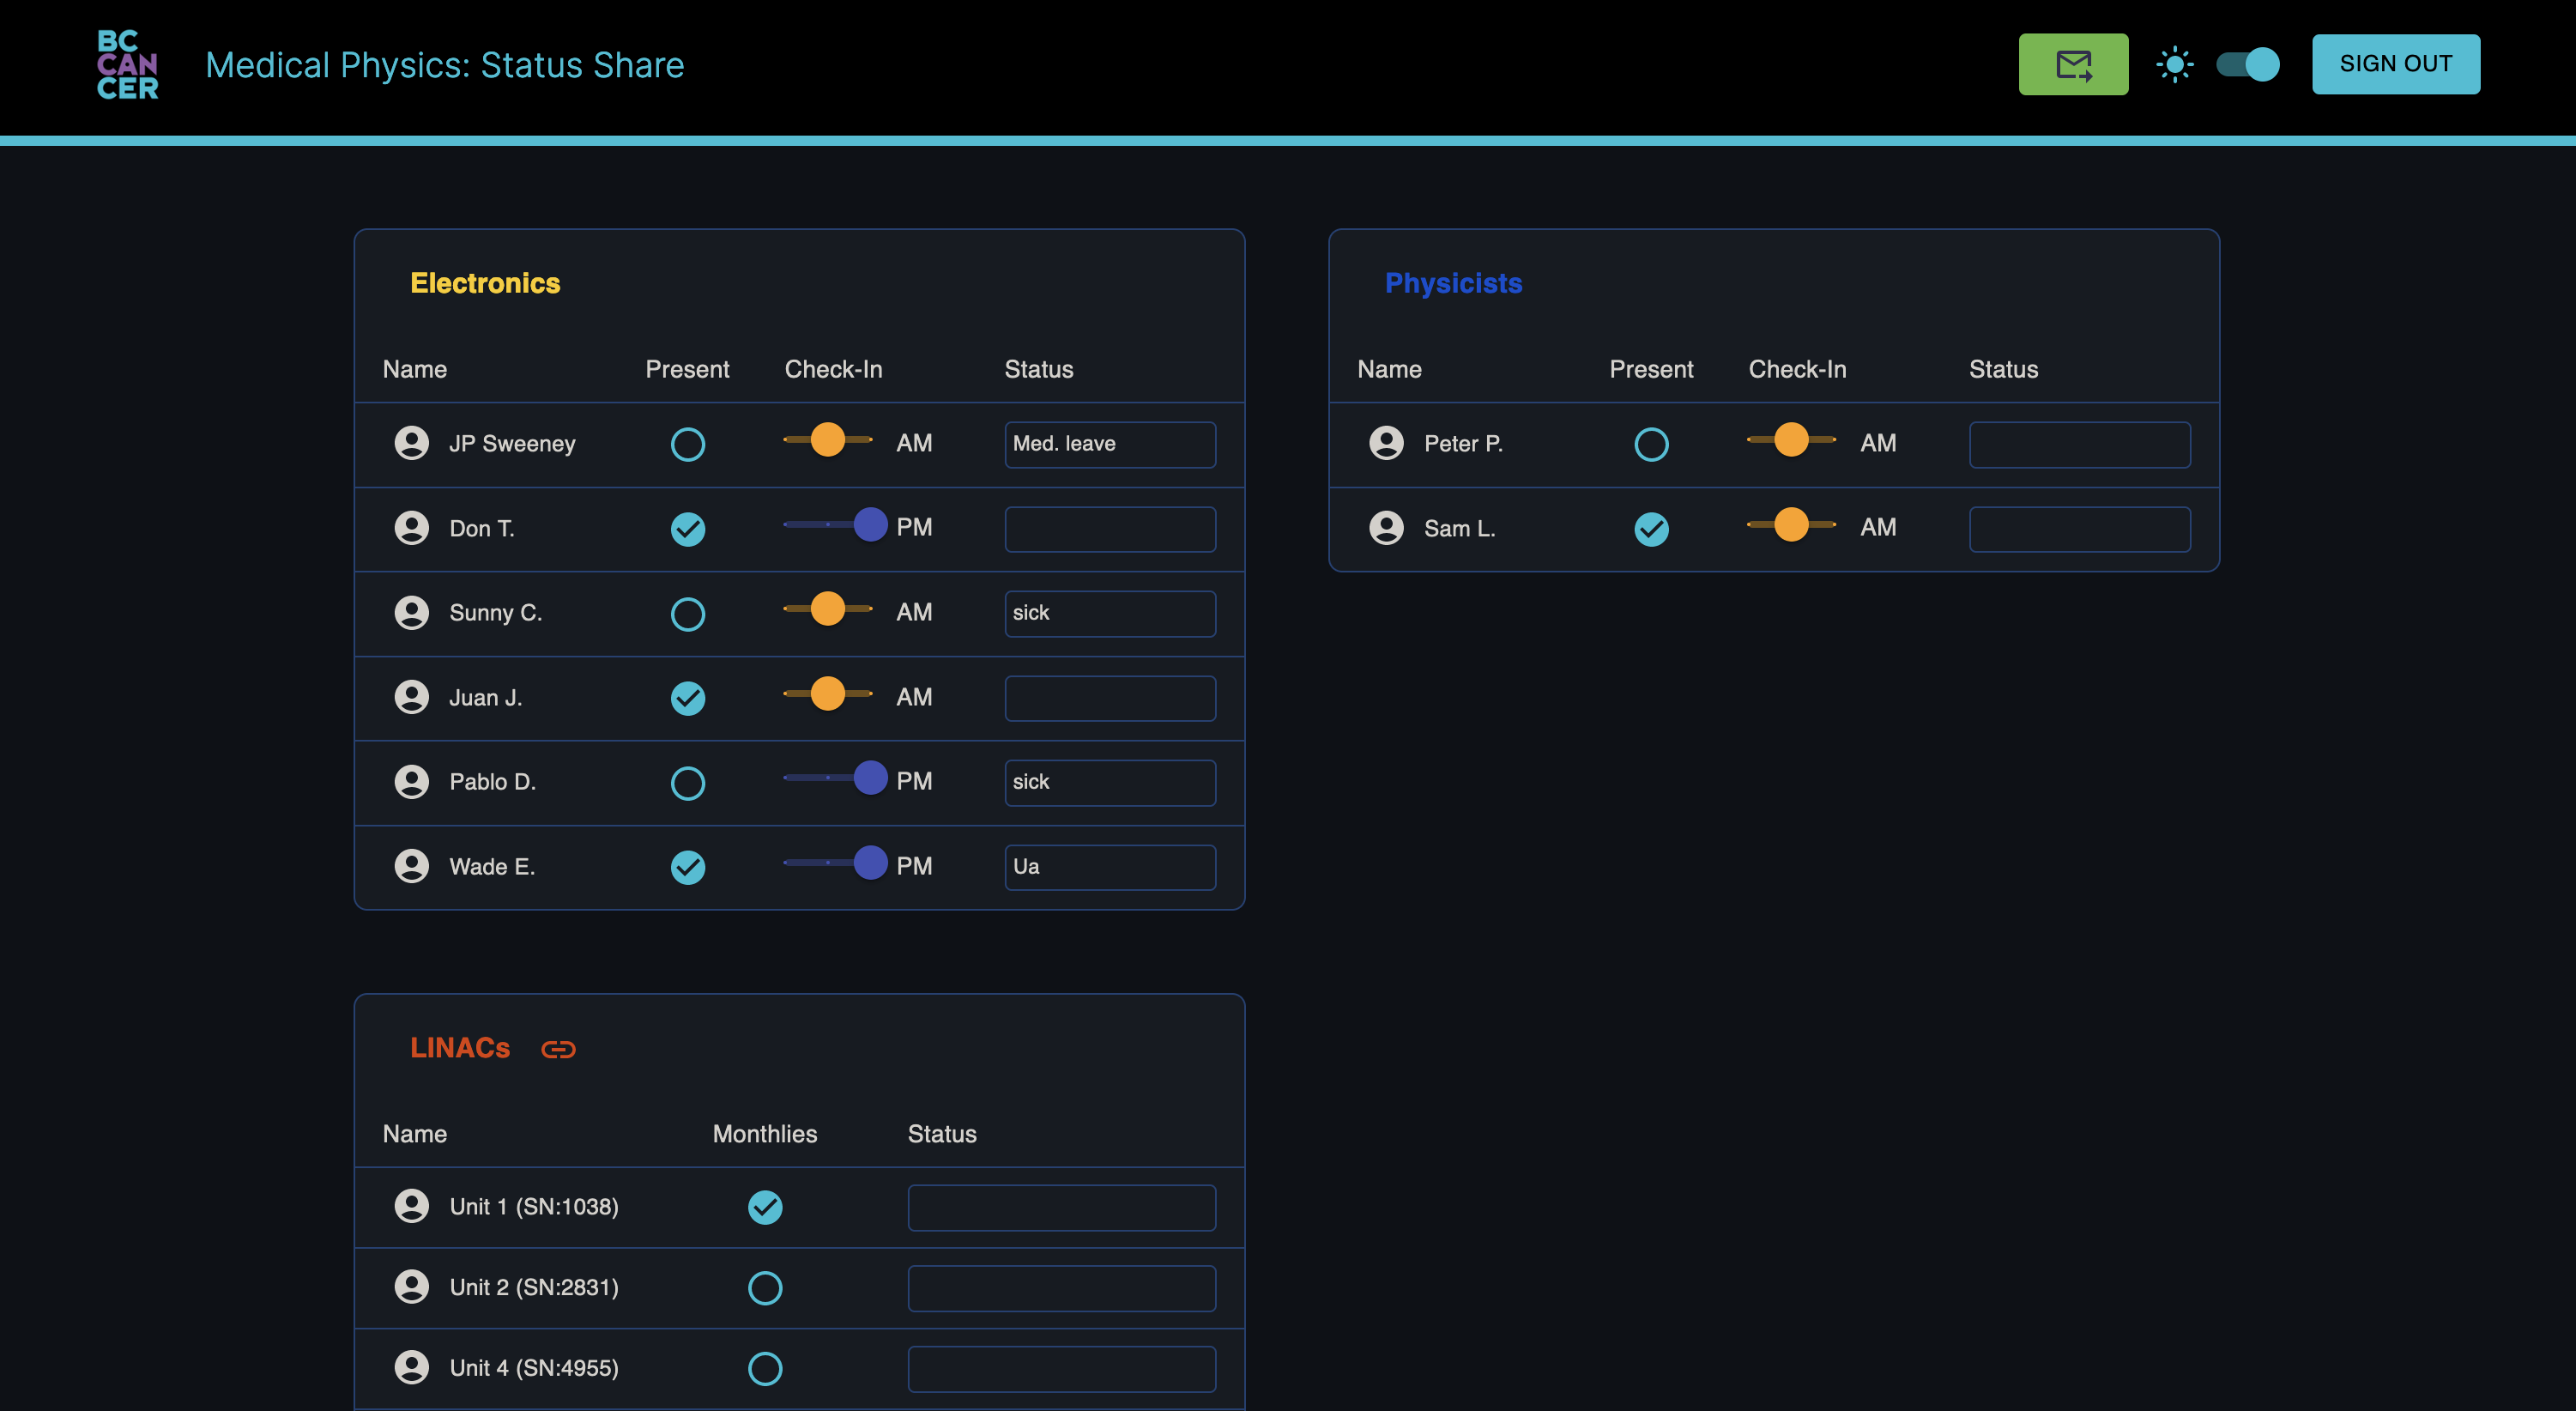 BC
CAN
CER
Medical Physics: Status Share
SIGN OUT
Electronics
Name Present Check-In Status
JP Sweeney AM Med. leave
Don T. PM
Sunny C. AM sick
Juan J. AM
Pablo D. PM sick
Wade E. PM Ua
Physicists
Name Present Check-In Status
Peter P. AM
Sam L. AM
LINACs
Name Monthlies Status
Unit 1 (SN:1038)
Unit 2 (SN:2831)
Unit 4 (SN:4955)